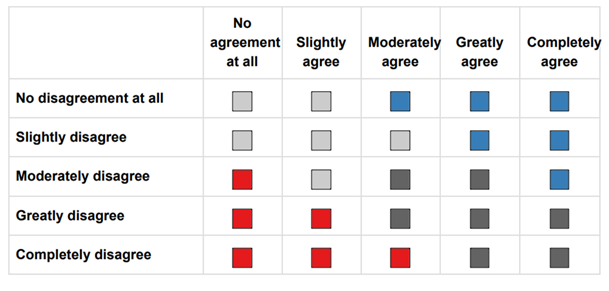 No
agreement
at all
Slightly
agree
Moderately
agree
Greatly
agree
Completely
agree
No disagreement at all
Slightly disagree
Moderately disagree
Greatly disagree
Completely disagree